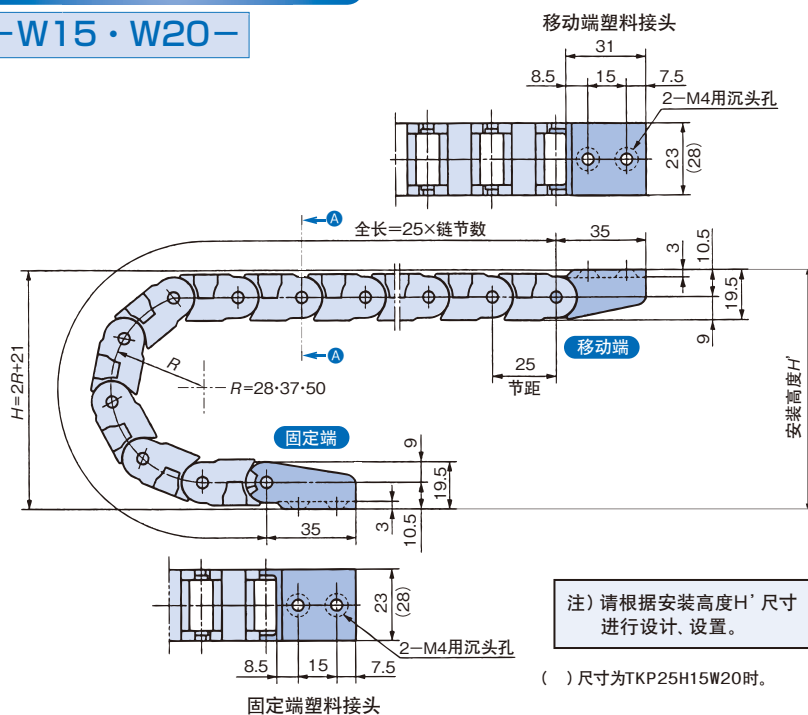 -W15・W20-
移动端塑料接头
31
8.5
15
7.5
2-M4用沉头孔
23
(28)
A
全长=25×链节数
35
3
10.5
19.5
9
移动端
25
节距
A
R
R=28・37・50
H=2R+21
安装高度H'
固定端
9
19.5
3
10.5
35
23
(28)
2-M4用沉头孔
8.5
15
7.5
固定端塑料接头
注)请根据安装高度H'尺寸
进行设计、设置。
( )尺寸为TKP25H15W20时。